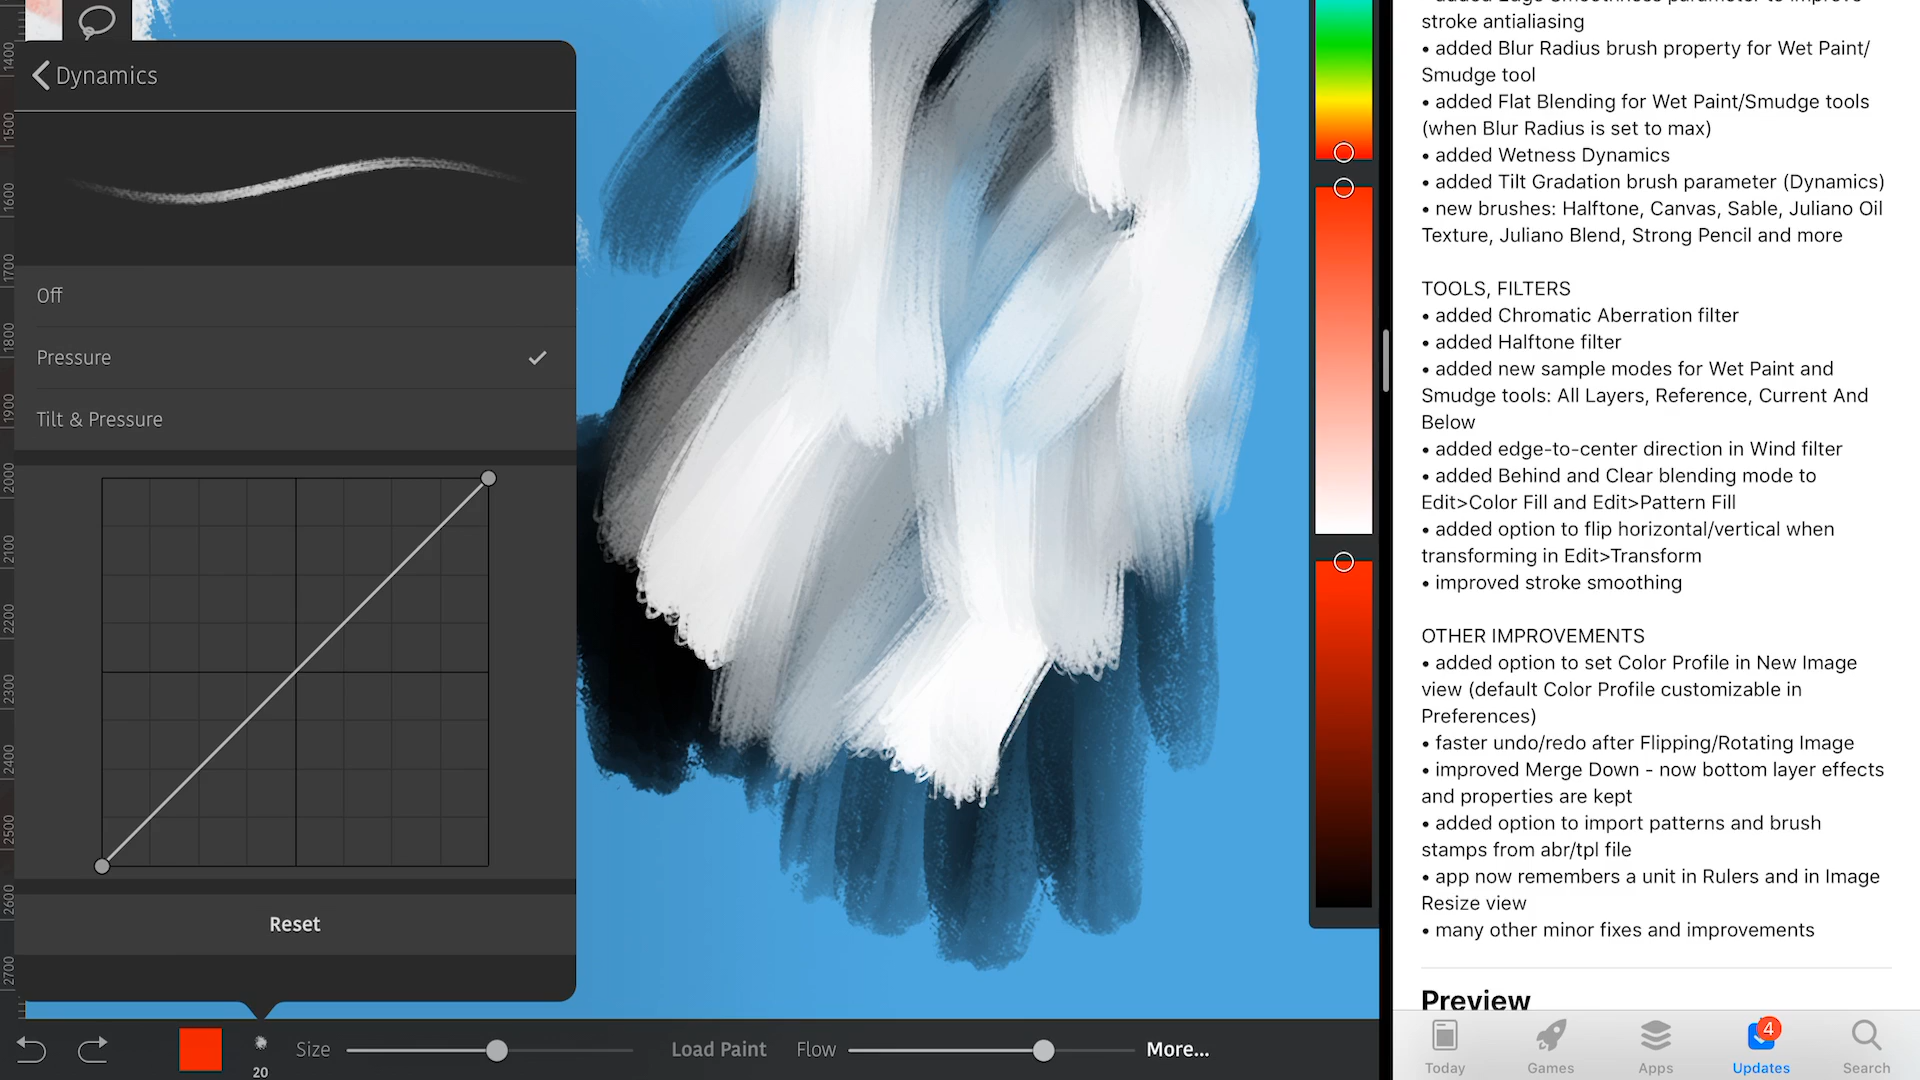 Dynamics
Off
Pressure
Tilt & Pressure
Reset
1400
1500
1600
1700
1800
1900
2000
2100
2200
2300
2400
2500
2600
2700
20
Size
Load Paint
Flow
More...
• added Edge Smoothness parameter to improve
stroke antialiasing
• added Blur Radius brush property for Wet Paint/
Smudge tool
• added Flat Blending for Wet Paint/Smudge tools
(when Blur Radius is set to max)
• added Wetness Dynamics
• added Tilt Gradation brush parameter (Dynamics)
• new brushes: Halftone, Canvas, Sable, Juliano Oil
Texture, Juliano Blend, Strong Pencil and more
TOOLS, FILTERS
• added Chromatic Aberration filter
• added Halftone filter
• added new sample modes for Wet Paint and
Smudge tools: All Layers, Reference, Current And
Below
• added edge-to-center direction in Wind filter
• added Behind and Clear blending mode to
Edit>Color Fill and Edit>Pattern Fill
• added option to flip horizontal/vertical when
transforming in Edit>Transform
• improved stroke smoothing
OTHER IMPROVEMENTS
• added option to set Color Profile in New Image
view (default Color Profile customizable in
Preferences)
• faster undo/redo after Flipping/Rotating Image
• improved Merge Down - now bottom layer effects
and properties are kept
• added option to import patterns and brush
stamps from abr/tpl file
• app now remembers a unit in Rulers and in Image
Resize view
• many other minor fixes and improvements
Preview
4
Today
Games
Apps
Updates
Search